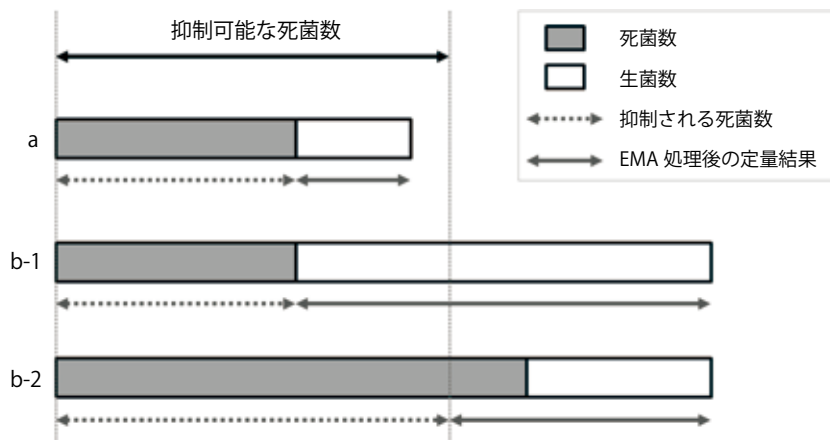 抑制可能な死菌数
死菌数
生菌数
抑制される死菌数
EMA 処理後の定量結果
a
b-1
b-2